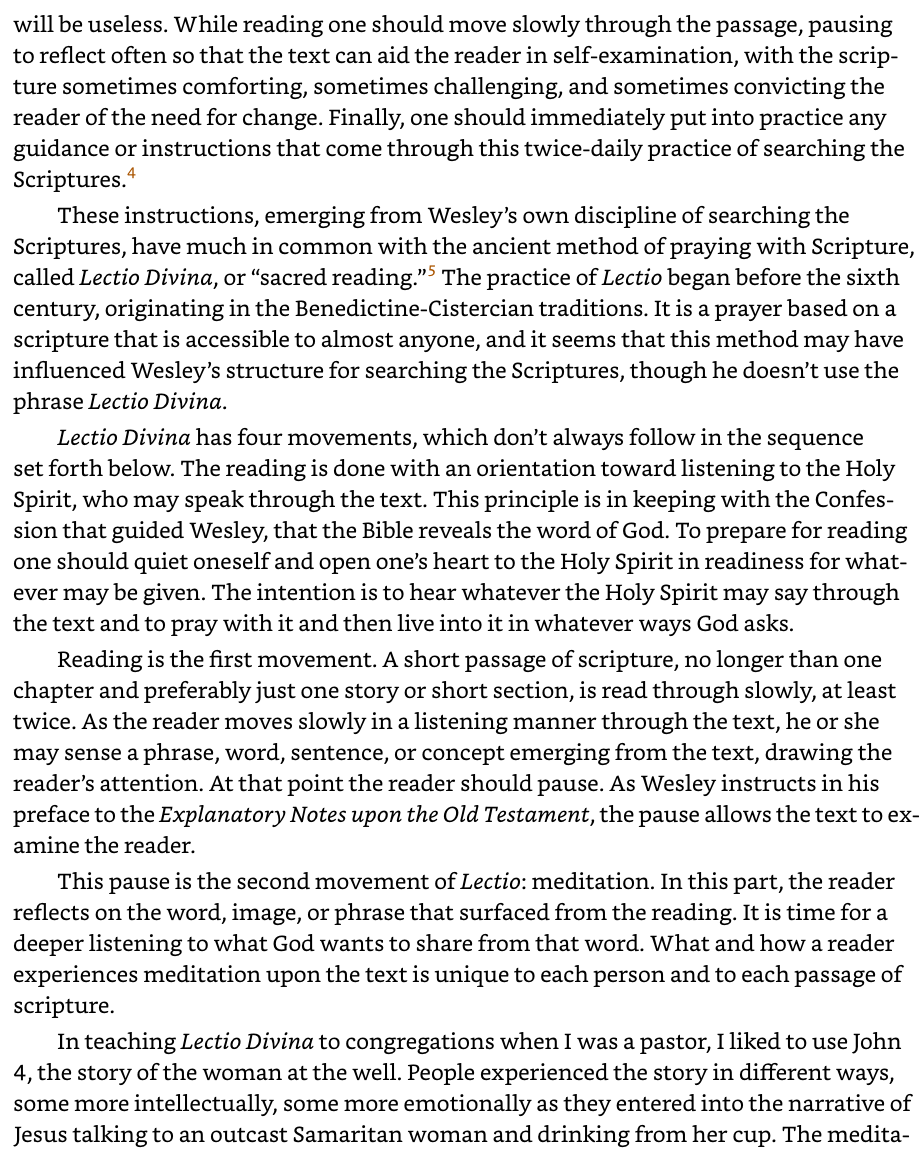 will be useless. While reading one should move slowly through the passage, pausing
to reflect often so that the text can aid the reader in self-examination, with the scrip-
ture sometimes comforting, sometimes challenging, and sometimes convicting the
reader of the need for change. Finally, one should immediately put into practice any
guidance or instructions that come through this twice-daily practice of searching the
Scriptures.4
These instructions, emerging from Wesley’s own discipline of searching the
Scriptures, have much in common with the ancient method of praying with Scripture,
called Lectio Divina, or “sacred reading.”5 The practice of Lectio began before the sixth
century, originating in the Benedictine-Cistercian traditions. It is a prayer based on a
scripture that is accessible to almost anyone, and it seems that this method may have
influenced Wesley’s structure for searching the Scriptures, though he doesn’t use the
phrase Lectio Divina.
Lectio Divina has four movements, which don’t always follow in the sequence
set forth below. The reading is done with an orientation toward listening to the Holy
Spirit, who may speak through the text. This principle is in keeping with the Confes-
sion that guided Wesley, that the Bible reveals the word of God. To prepare for reading
one should quiet oneself and open one’s heart to the Holy Spirit in readiness for what-
ever may be given. The intention is to hear whatever the Holy Spirit may say through
the text and to pray with it and then live into it in whatever ways God asks.
Reading is the first movement. A short passage of scripture, no longer than one
chapter and preferably just one story or short section, is read through slowly, at least
twice. As the reader moves slowly in a listening manner through the text, he or she
may sense a phrase, word, sentence, or concept emerging from the text, drawing the
reader’s attention. At that point the reader should pause. As Wesley instructs in his
preface to the Explanatory Notes upon the Old Testament, the pause allows the text to ex-
amine the reader.
This pause is the second movement of Lectio: meditation. In this part, the reader
reflects on the word, image, or phrase that surfaced from the reading. It is time for a
deeper listening to what God wants to share from that word. What and how a reader
experiences meditation upon the text is unique to each person and to each passage of
scripture.
In teaching Lectio Divina to congregations when I was a pastor, I liked to use John
4, the story of the woman at the well. People experienced the story in different ways,
some more intellectually, some more emotionally as they entered into the narrative of
Jesus talking to an outcast Samaritan woman and drinking from her cup. The medita-